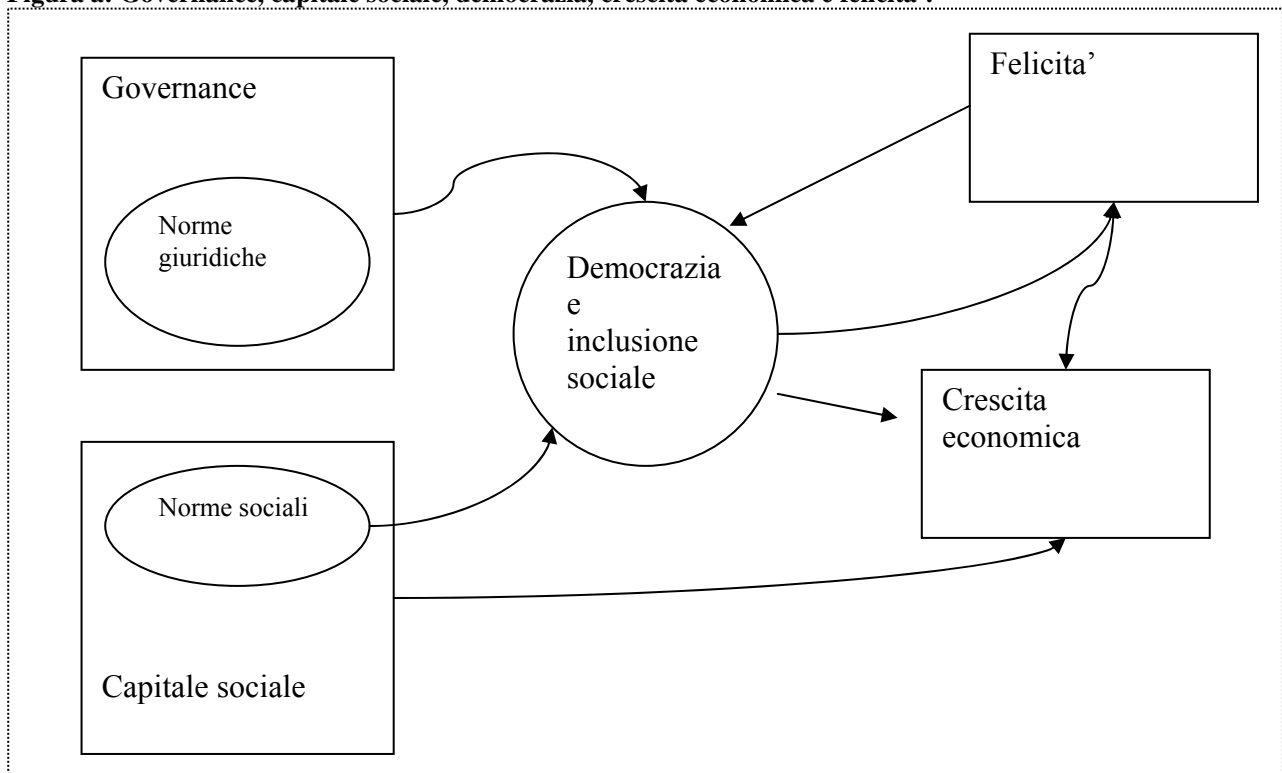 Figura a: Governance, capitale sociale, democrazia, crescita economica e felicita'.
Governance
Norme
giuridiche
Felicita’
Democrazia
e
inclusione
sociale
Crescita
economica
Norme sociali
Capitale sociale